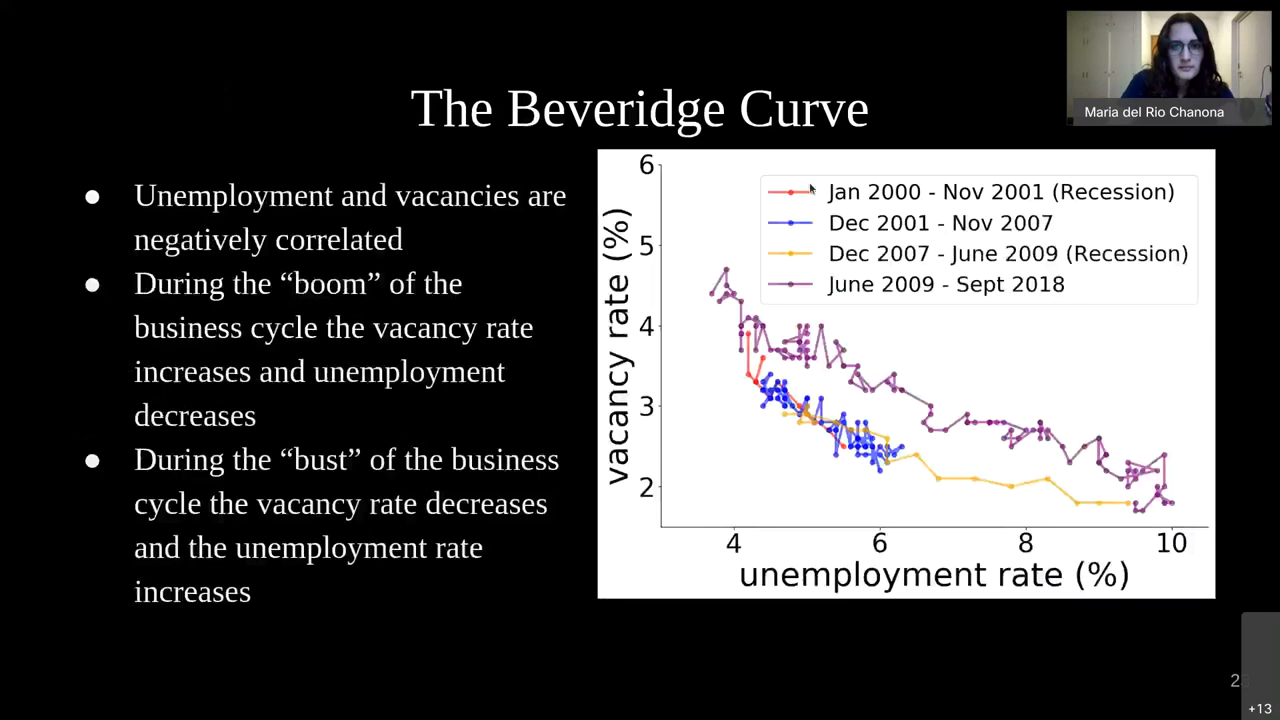 Maria del Rio Chanona
The Beveridge Curve
● Unemployment and vacancies are
negatively correlated
● During the “boom” of the
business cycle the vacancy rate
increases and unemployment
decreases
● During the “bust” of the business
cycle the vacancy rate decreases
and the unemployment rate
increases
6
5
4
3
2
vacancy rate (%)
Jan 2000 - Nov 2001 (Recession)
Dec 2001 - Nov 2007
Dec 2007 - June 2009 (Recession)
June 2009 - Sept 2018
4 6 8 10
unemployment rate (%)
+13